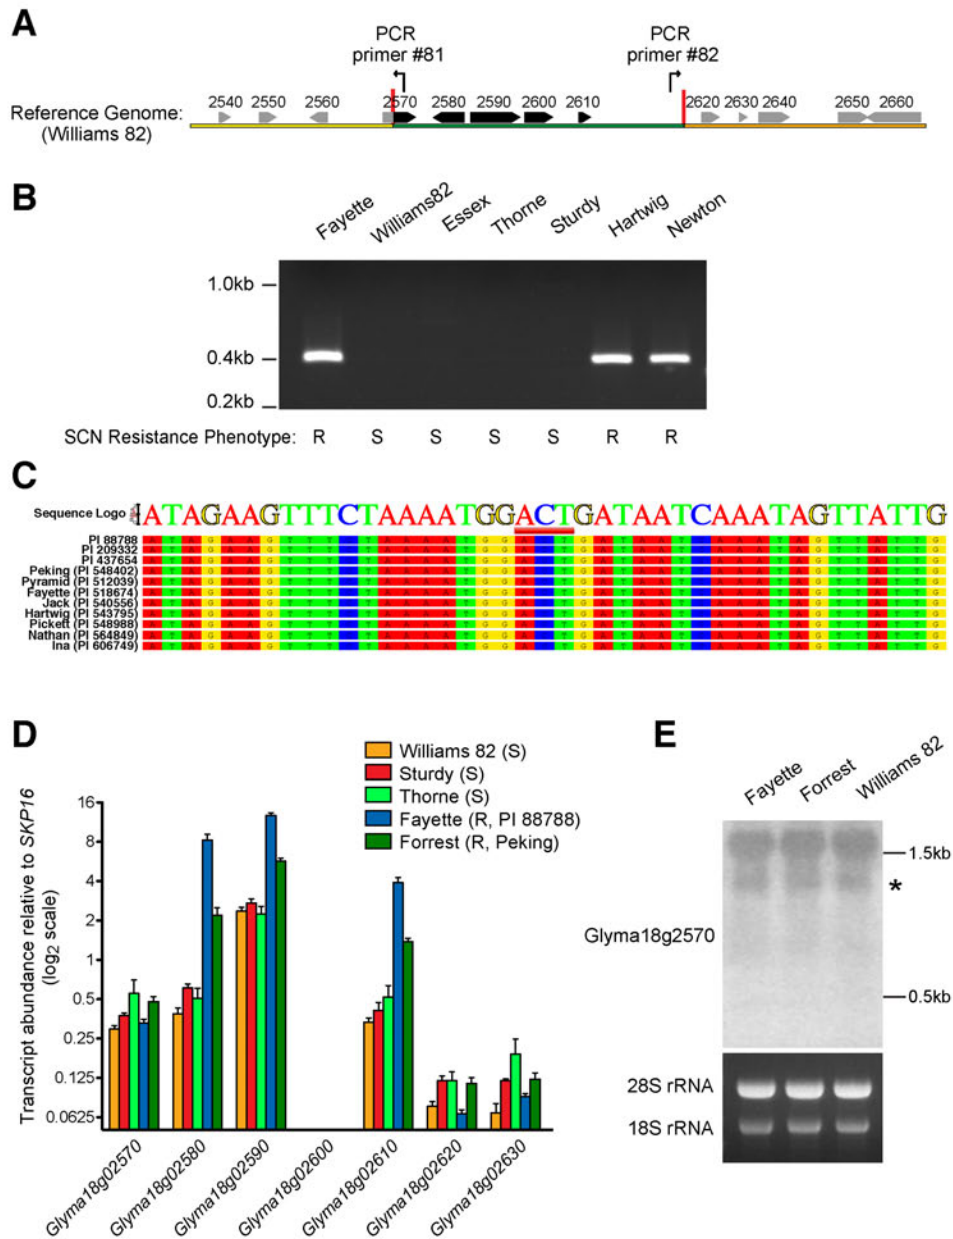 A
PCR
primer #81
PCR
primer #82
Reference Genome:
(Williams 82)
2540 2550 2560 2570 2580 2590 2600 2610 2620 2630 2640 2650 2660
B
Fayette Williams82 Essex Thorne Sturdy Hartwig Newton
1.0kb
0.4kb
0.2kb
SCN Resistance Phenotype: R S S S S R R
C
Sequence Logo ATAGAAGTTTCTAAAATGGACTGATAATCAAATAGTTATTG
PI 88788
PI 209332
PI 437654
Peking (PI 548402)
Pyramid (PI 512039)
Fayette (PI 518674)
Jack (PI 540556)
Hartwig (PI 543795)
Pickett (PI 548988)
Nathan (PI 564849)
Ina (PI 606749)
D
Williams 82 (S)
Sturdy (S)
Thorne (S)
Fayette (R, PI 88788)
Forrest (R, Peking)
Transcript abundance relative to SKP16
(log2 scale)
16
8
4
2
1
0.5
0.25
0.125
0.0625
Glyma18g02570
Glyma18g02580
Glyma18g02590
Glyma18g02600
Glyma18g02610
Glyma18g02620
Glyma18g02630
E
Fayette Forrest Williams 82
1.5kb
*
Glyma18g2570
0.5kb
28S rRNA
18S rRNA